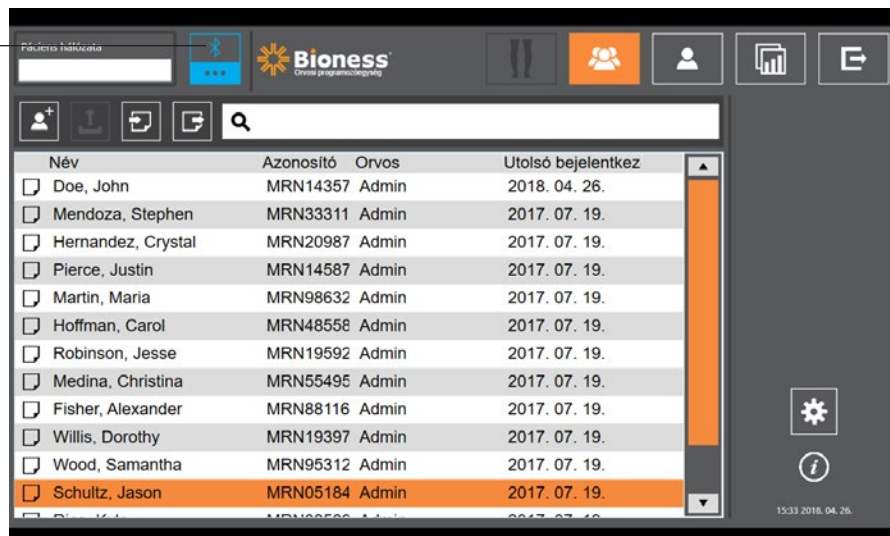 Páciens hálózata
Bioness
Orvosi programozóegység
Név Azonosító Orvos Utolsó bejelentkez
Doe, John MRN14357 Admin 2018. 04. 26.
Mendoza, Stephen MRN33311 Admin 2017. 07. 19.
Hernandez, Crystal MRN20987 Admin 2017. 07. 19.
Pierce, Justin MRN14587 Admin 2017. 07. 19.
Martin, Maria MRN98632 Admin 2017. 07. 19.
Hoffman, Carol MRN48558 Admin 2017. 07. 19.
Robinson, Jesse MRN19592 Admin 2017. 07. 19.
Medina, Christina MRN55495 Admin 2017. 07. 19.
Fisher, Alexander MRN88116 Admin 2017. 07. 19.
Willis, Dorothy MRN19397 Admin 2017. 07. 19.
Wood, Samantha MRN95312 Admin 2017. 07. 19.
Schultz, Jason MRN05184 Admin 2017. 07. 19.
15:33 2018. 04. 26.